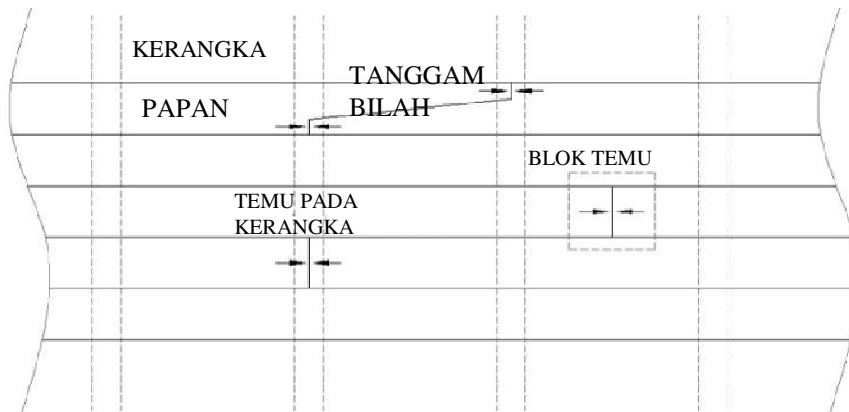 KERANGKA
TANGGAM
BILAH
PAPAN
BLOK TEMU
TEMU PADA
KERANGKA